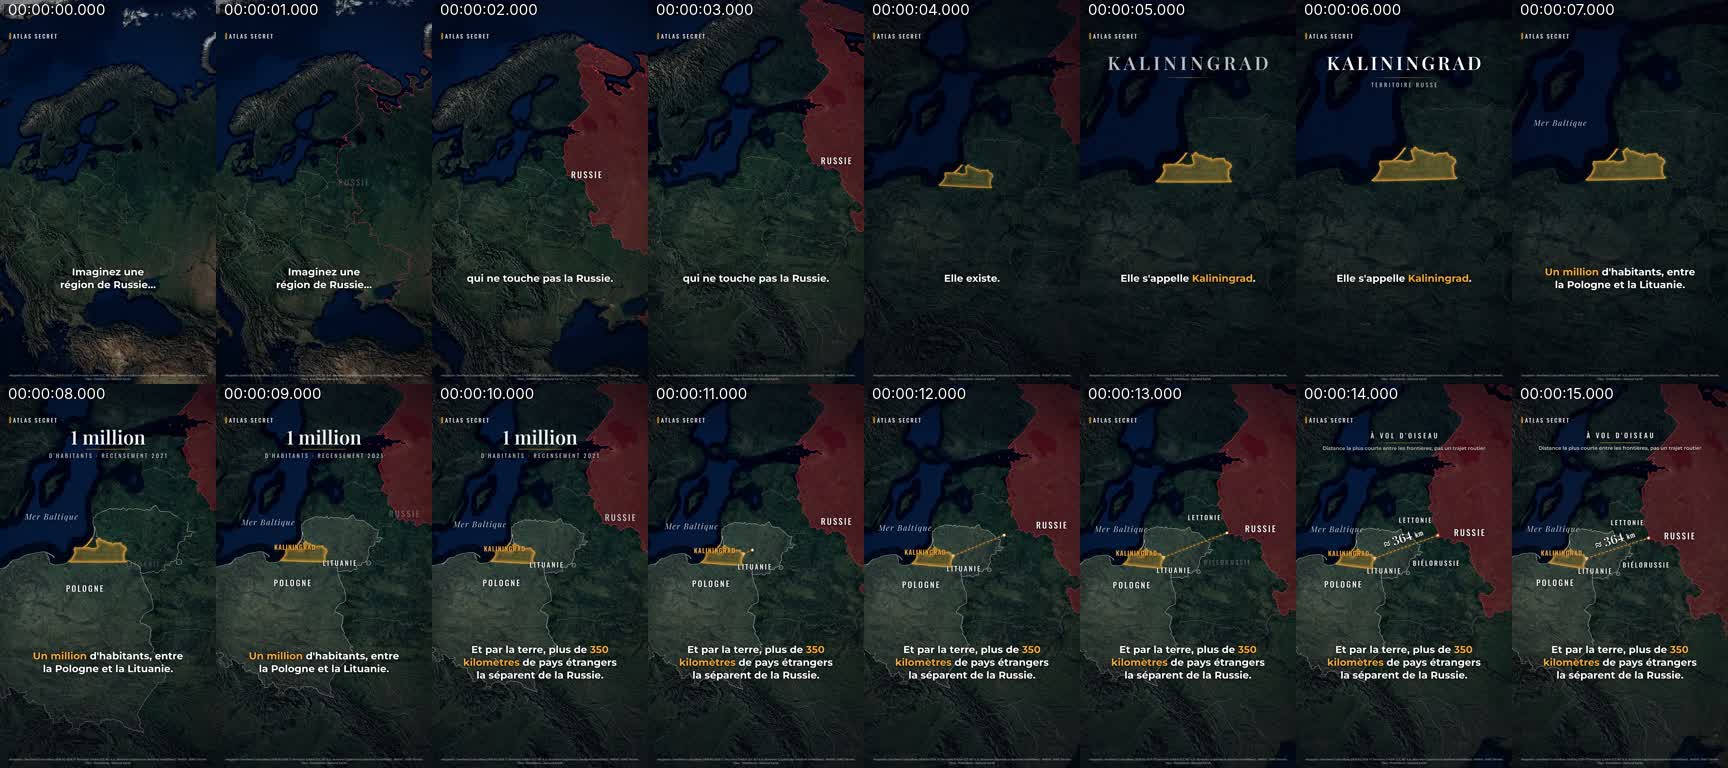 00:00:00.000
ATLAS SECRET
Imaginez une
région de Russie...
00:00:01.000
ATLAS SECRET
RUSSIE
Imaginez une
région de Russie...
00:00:02.000
ATLAS SECRET
RUSSIE
qui ne touche pas la Russie.
00:00:03.000
ATLAS SECRET
RUSSIE
qui ne touche pas la Russie.
00:00:04.000
ATLAS SECRET
Elle existe.
00:00:05.000
ATLAS SECRET
KALININGRAD
Elle s'appelle Kaliningrad.
00:00:06.000
ATLAS SECRET
KALININGRAD
TERRITOIRE RUSSE
Elle s'appelle Kaliningrad.
00:00:07.000
ATLAS SECRET
Mer Baltique
Un million d'habitants, entre
la Pologne et la Lituanie.
00:00:08.000
ATLAS SECRET
1 million
D'HABITANTS · RECENSEMENT 2021
Mer Baltique
POLOGNE
Un million d'habitants, entre
la Pologne et la Lituanie.
00:00:09.000
ATLAS SECRET
1 million
D'HABITANTS · RECENSEMENT 2021
RUSSIE
Mer Baltique
KALININGRAD
LITUANIE
POLOGNE
Un million d'habitants, entre
la Pologne et la Lituanie.
00:00:10.000
ATLAS SECRET
1 million
D'HABITANTS · RECENSEMENT 2021
RUSSIE
Mer Baltique
KALININGRAD
LITUANIE
POLOGNE
Et par la terre, plus de 350
kilomètres de pays étrangers
la séparent de la Russie.
00:00:11.000
ATLAS SECRET
RUSSIE
Mer Baltique
KALININGRAD
LITUANIE
POLOGNE
Et par la terre, plus de 350
kilomètres de pays étrangers
la séparent de la Russie.
00:00:12.000
ATLAS SECRET
RUSSIE
Mer Baltique
KALININGRAD
LITUANIE
POLOGNE
Et par la terre, plus de 350
kilomètres de pays étrangers
la séparent de la Russie.
00:00:13.000
ATLAS SECRET
LETTONIE
RUSSIE
Mer Baltique
KALININGRAD
BIÉLORUSSIE
LITUANIE
POLOGNE
Et par la terre, plus de 350
kilomètres de pays étrangers
la séparent de la Russie.
00:00:14.000
ATLAS SECRET
À VOL D'OISEAU
Distance la plus courte entre les frontières, pas un trajet routier
LETTONIE
Mer Baltique
RUSSIE
≈ 364 km
KALININGRAD
BIÉLORUSSIE
LITUANIE
POLOGNE
Et par la terre, plus de 350
kilomètres de pays étrangers
la séparent de la Russie.
00:00:15.000
ATLAS SECRET
À VOL D'OISEAU
Distance la plus courte entre les frontières, pas un trajet routier
LETTONIE
Mer Baltique
RUSSIE
≈ 364 km
KALININGRAD
BIÉLORUSSIE
LITUANIE
POLOGNE
Et par la terre, plus de 350
kilomètres de pays étrangers
la séparent de la Russie.